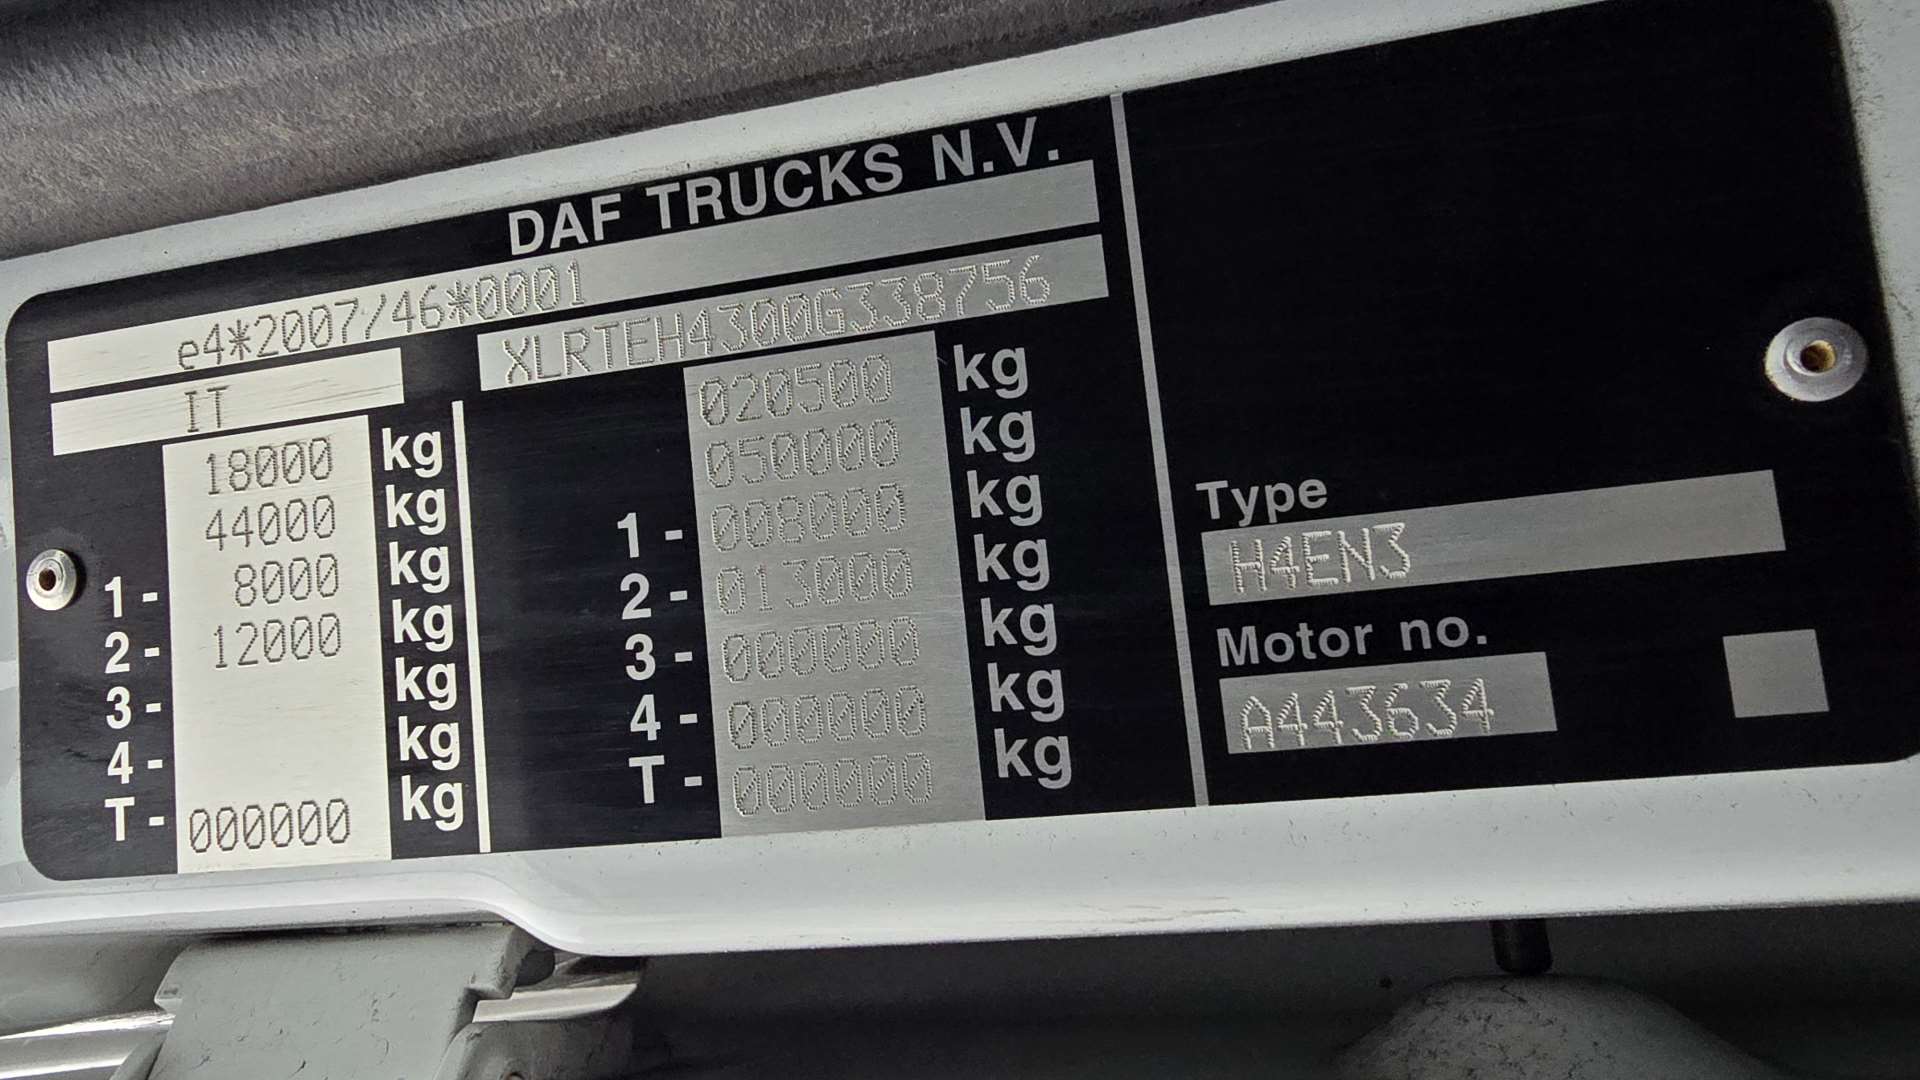 DAF TRUCKS N.V.
e4*2007/46*0001
IT XLRTEH4300G338756
18000 kg 020500 kg
44000 kg 050000 kg
1- 8000 kg 1- 008000 kg
2- 12000 kg 2- 013000 kg
3- kg 3- 000000 kg
4- kg 4- 000000 kg
T- 000000 kg T- 000000 kg
Type
H4EN3
Motor no.
A443634